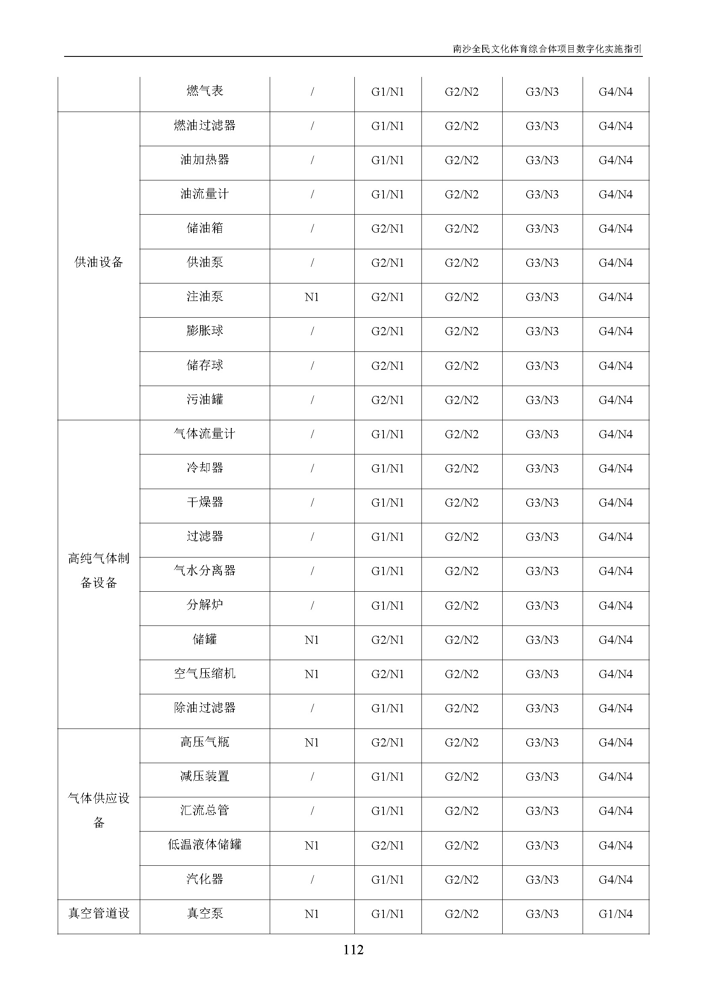 南沙全民文化体育综合体项目数字化实施指引
燃气表 / G1/N1 G2/N2 G3/N3 G4/N4
供油设备 燃油过滤器 / G1/N1 G2/N2 G3/N3 G4/N4
油加热器 / G1/N1 G2/N2 G3/N3 G4/N4
油流量计 / G1/N1 G2/N2 G3/N3 G4/N4
储油箱 / G2/N1 G2/N2 G3/N3 G4/N4
供油泵 / G2/N1 G2/N2 G3/N3 G4/N4
注油泵 N1 G2/N1 G2/N2 G3/N3 G4/N4
膨胀球 / G2/N1 G2/N2 G3/N3 G4/N4
储存球 / G2/N1 G2/N2 G3/N3 G4/N4
污油罐 / G2/N1 G2/N2 G3/N3 G4/N4
高纯气体制
备设备
气体流量计 / G1/N1 G2/N2 G3/N3 G4/N4
冷却器 / G1/N1 G2/N2 G3/N3 G4/N4
干燥器 / G1/N1 G2/N2 G3/N3 G4/N4
过滤器 / G1/N1 G2/N2 G3/N3 G4/N4
气水分离器 / G1/N1 G2/N2 G3/N3 G4/N4
分解炉 / G1/N1 G2/N2 G3/N3 G4/N4
储罐 N1 G2/N1 G2/N2 G3/N3 G4/N4
空气压缩机 N1 G2/N1 G2/N2 G3/N3 G4/N4
除油过滤器 / G1/N1 G2/N2 G3/N3 G4/N4
气体供应设
备
高压气瓶 N1 G2/N1 G2/N2 G3/N3 G4/N4
减压装置 / G1/N1 G2/N2 G3/N3 G4/N4
汇流总管 / G1/N1 G2/N2 G3/N3 G4/N4
低温液体储罐 N1 G2/N1 G2/N2 G3/N3 G4/N4
汽化器 / G1/N1 G2/N2 G3/N3 G4/N4
真空管道设 真空泵 N1 G1/N1 G2/N2 G3/N3 G1/N4
112